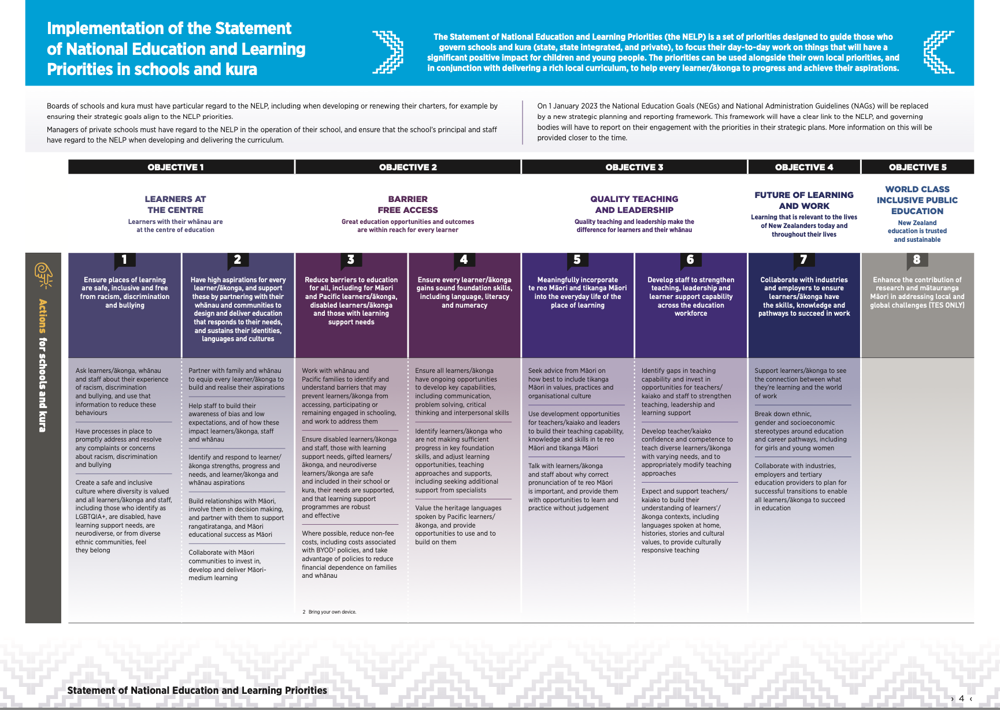 Implementation of the Statement
of National Education and Learning
Priorities in schools and kura
The Statement of National Education and Learning Priorities (the NELP) is a set of priorities designed to guide those who
govern schools and kura (state, state integrated, and private), to focus their day-to-day work on things that will have a
significant positive impact for children and young people. The priorities can be used alongside their own local priorities, and
in conjunction with delivering a rich local curriculum, to help every learner/ākonga to progress and achieve their aspirations.
Boards of schools and kura must have particular regard to the NELP, including when developing or renewing their charters, for example by
ensuring their strategic goals align to the NELP priorities.
Managers of private schools must have regard to the NELP in the operation of their school, and ensure that the school's principal and staff
have regard to the NELP when developing and delivering the curriculum.
On 1 January 2023 the National Education Goals (NEGs) and National Administration Guidelines (NAGs) will be replaced
by a new strategic planning and reporting framework. This framework will have a clear link to the NELP, and governing
bodies will have to report on their engagement with the priorities in their strategic plans. More information on this will be
provided closer to the time.
OBJECTIVE 1
LEARNERS AT
THE CENTRE
Learners with their whānau are
at the centre of education
OBJECTIVE 2
BARRIER
FREE ACCESS
Great education opportunities and outcomes
are within reach for every learner
OBJECTIVE 3
QUALITY TEACHING
AND LEADERSHIP
Quality teaching and leadership make the
difference for learners and their whānau
OBJECTIVE 4
FUTURE OF LEARNING
AND WORK
Learning that is relevant to the lives
of New Zealanders today and
throughout their lives
OBJECTIVE 5
WORLD CLASS
INCLUSIVE PUBLIC
EDUCATION
New Zealand
education is trusted
and sustainable
Actions for schools and kura
1
Ensure places of learning
are safe, inclusive and free
from racism, discrimination
and bullying
Ask learners/ākonga, whānau
and staff about their experience
of racism, discrimination
and bullying, and use that
information to reduce these
behaviours
Have processes in place to
promptly address and resolve
any complaints or concerns
about racism, discrimination
and bullying
Create a safe and inclusive
culture where diversity is valued
and all learners/ākonga and staff,
including those who identify as
LGBTQIA+, are disabled, have
learning support needs, are
neurodiverse, or from diverse
ethnic communities, feel
they belong
2
Have high aspirations for every
learner/ākonga, and support
these by partnering with their
whānau and communities to
design and deliver education
that responds to their needs,
and sustains their identities,
languages and cultures
Partner with family and whānau
to equip every learner/ākonga to
build and realise their aspirations
Help staff to build their
awareness of bias and low
expectations, and of how these
impact learners/ākonga, staff
and whānau
Identify and respond to learner/
ākonga strengths, progress and
needs, and learner/ākonga and
whānau aspirations
Build relationships with Māori,
involve them in decision making,
and partner with them to support
rangatiratanga, and Māori
educational success as Māori
Collaborate with Māori
communities to invest in,
develop and deliver Māori-
medium learning
3
Reduce barriers to education
for all, including for Māori
and Pacific learners/ākonga,
disabled learners/ākonga
and those with learning
support needs
Work with whānau and
Pacific families to identify and
understand barriers that may
prevent learners/ākonga from
accessing, participating or
remaining engaged in schooling,
and work to address them
Ensure disabled learners/ākonga
and staff, those with learning
support needs, gifted learners/
ākonga, and neurodiverse
learners/ākonga are safe
and included in their school or
kura, their needs are supported,
and that learning support
programmes are robust
and effective
Where possible, reduce non-fee
costs, including costs associated
with BYOD² policies, and take
advantage of policies to reduce
financial dependence on families
and whānau
2 Bring your own device.
4
Ensure every learner/ākonga
gains sound foundation skills,
including language, literacy
and numeracy
Ensure all learners/ākonga
have ongoing opportunities
to develop key capabilities,
including communication,
problem solving, critical
thinking and interpersonal skills
Identify learners/ākonga who
are not making sufficient
progress in key foundation
skills, and adjust learning
opportunities, teaching
approaches and supports,
including seeking additional
support from specialists
Value the heritage languages
spoken by Pacific learners/
ākonga, and provide
opportunities to use and to
build on them
5
Meaningfully incorporate
te reo Māori and tikanga Māori
into the everyday life of the
place of learning
Seek advice from Māori on
how best to include tikanga
Māori in values, practices and
organisational culture
Use development opportunities
for teachers/kaiako and leaders
to build their teaching capability,
knowledge and skills in te reo
Māori and tikanga Māori
Talk with learners/ākonga
and staff about why correct
pronunciation of te reo Māori
is important, and provide them
with opportunities to learn and
practice without judgement
6
Develop staff to strengthen
teaching, leadership and
learner support capability
across the education
workforce
Identify gaps in teaching
capability and invest in
opportunities for teachers/
kaiako and staff to strengthen
teaching, leadership and
learning support
Develop teacher/kaiako
confidence and competence to
teach diverse learners/ākonga
with varying needs, and to
appropriately modify teaching
approaches
Expect and support teachers/
kaiako to build their
understanding of learners'/
ākonga contexts, including
languages spoken at home,
histories, stories and cultural
values, to provide culturally
responsive teaching
7
Collaborate with industries
and employers to ensure
learners/ākonga have
the skills, knowledge and
pathways to succeed in work
Support learners/ākonga to see
the connection between what
they're learning and the world
of work
Break down ethnic,
gender and socioeconomic
stereotypes around education
and career pathways, including
for girls and young women
Collaborate with industries,
employers and tertiary
education providers to plan for
successful transitions to enable
all learners/ākonga to succeed
in education
8
Enhance the contribution of
research and mātauranga
Māori in addressing local and
global challenges (TES ONLY)
Statement of National Education and Learning Priorities
› 4 ‹